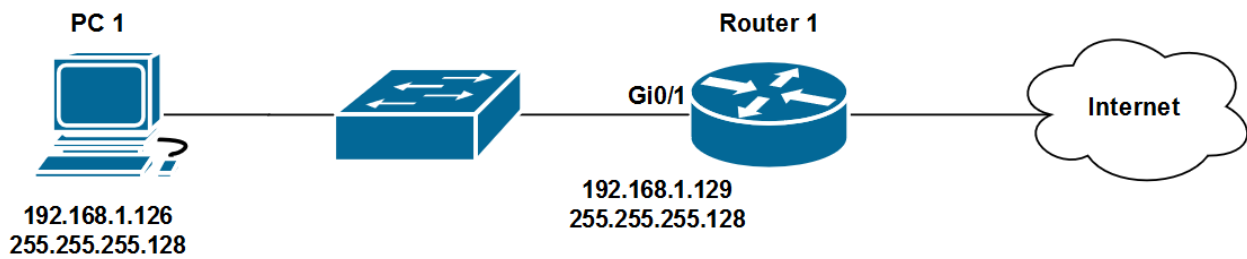 PC 1
Router 1
Gi0/1
Internet
192.168.1.126
255.255.255.128
192.168.1.129
255.255.255.128